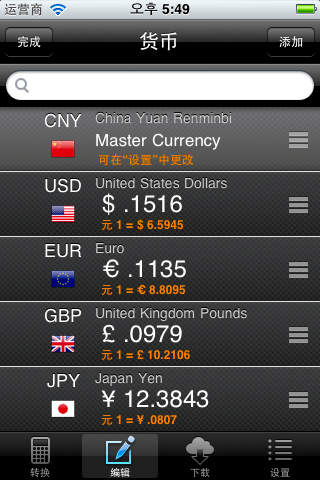 运营商 오후 5:49
完成 货币 添加
CNY China Yuan Renminbi
Master Currency
可在“设置”中更改
USD United States Dollars
$ .1516
元 1 = $ 6.5945
EUR Euro
€ .1135
元 1 = € 8.8095
GBP United Kingdom Pounds
£ .0979
元 1 = £ 10.2106
JPY Japan Yen
¥ 12.3843
元 1 = ¥ .0807
转换 编辑 下载 设置